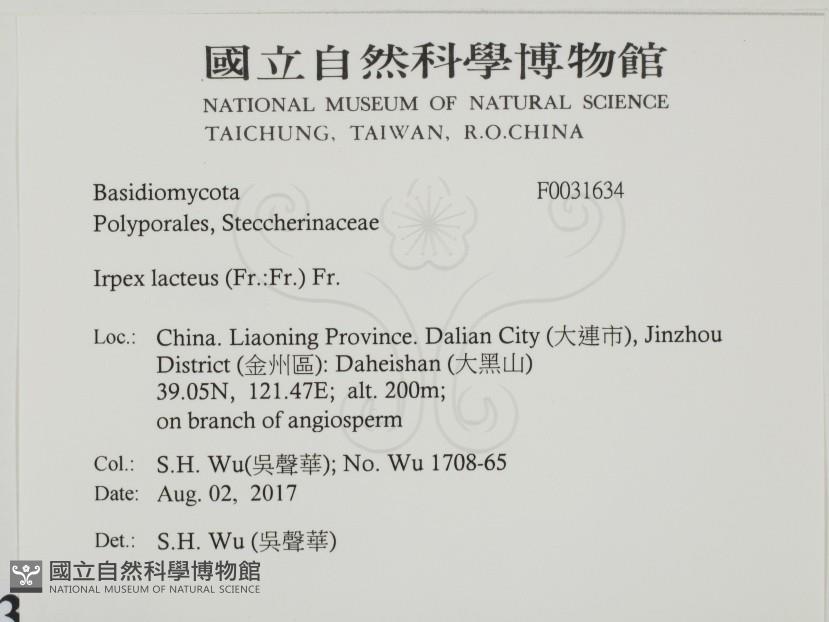 國立自然科學博物館
NATIONAL MUSEUM OF NATURAL SCIENCE
TAICHUNG, TAIWAN, R.O.CHINA
Basidiomycota F0031634
Polyporales, Steccherinaceae
Irpex lacteus (Fr.:Fr.) Fr.
Loc.: China. Liaoning Province. Dalian City (大連市), Jinzhou
District (金州區): Daheishan (大黑山)
39.05N, 121.47E; alt. 200m;
on branch of angiosperm
Col.: S.H. Wu(吳聲華); No. Wu 1708-65
Date: Aug. 02, 2017
Det.: S.H. Wu (吳聲華)
國立自然科學博物館
NATIONAL MUSEUM OF NATURAL SCIENCE
3